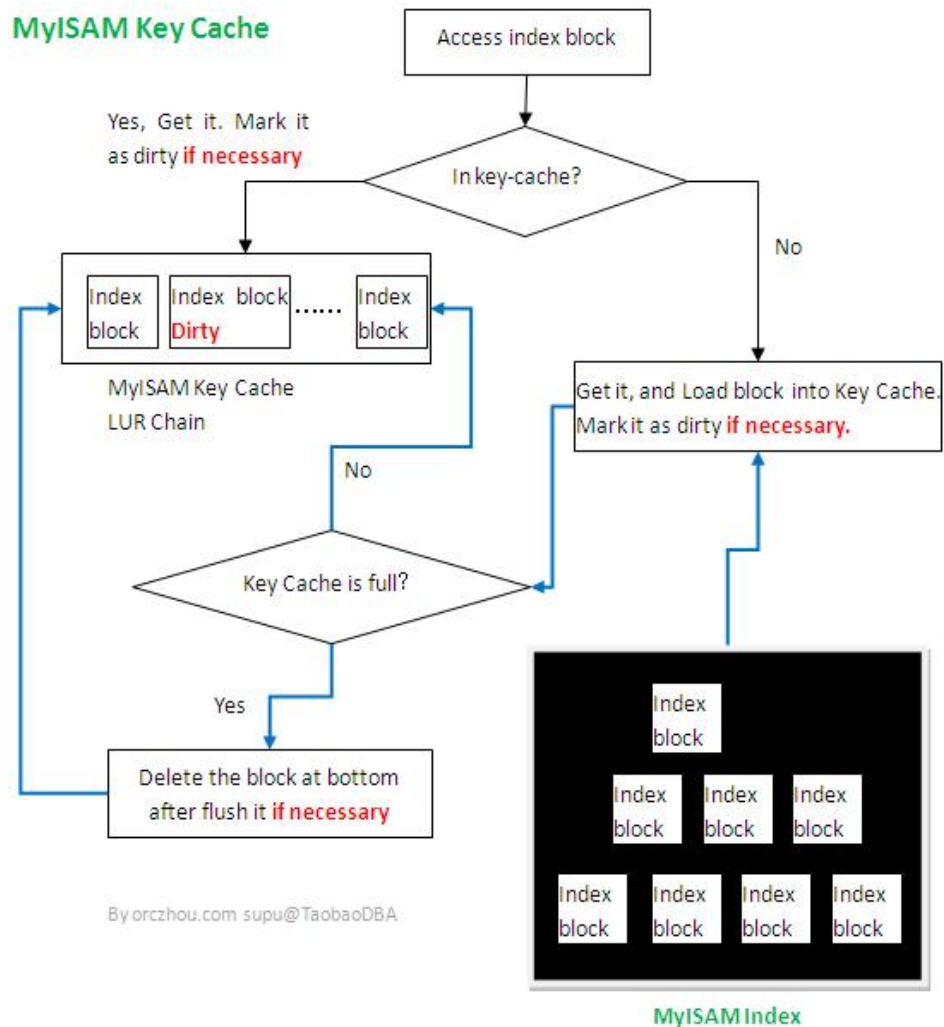 MyISAM Key Cache
Access index block
Yes, Get it. Mark it
as dirty if necessary
In key-cache?
No
Index
block
Index block
Dirty
......
Index
block
MyISAM Key Cache
LUR Chain
Get it, and Load block into Key Cache.
Mark it as dirty if necessary.
No
Key Cache is full?
Yes
Delete the block at bottom
after flush it if necessary
Index
block
Index
block
Index
block
Index
block
Index
block
Index
block
Index
block
Index
block
By orczhou.com supu@TaobaoDBA
MyISAM Index